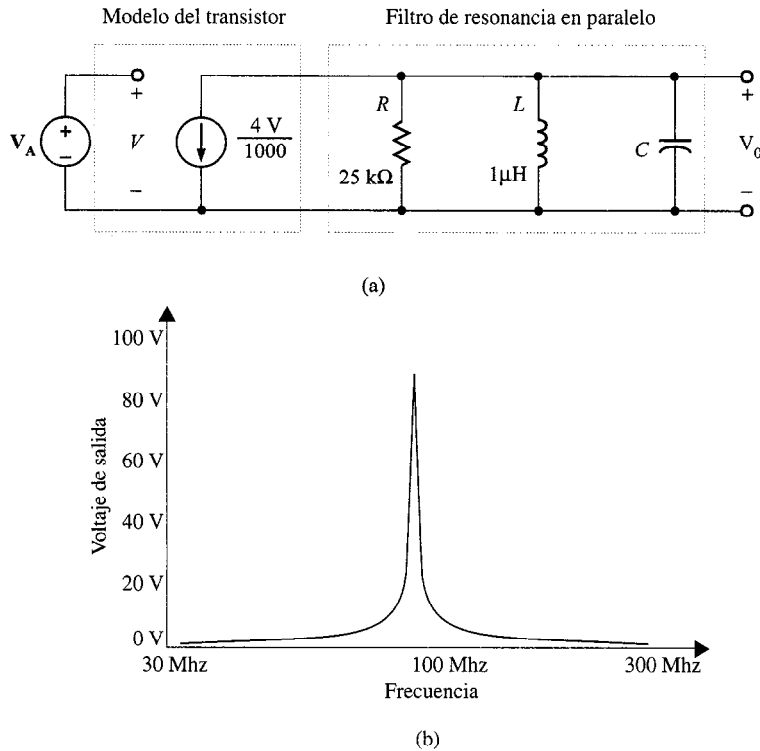 Modelo del transistor
Filtro de resonancia en paralelo
V_A
+
−
+
V
−
4 V
1000
R
25 kΩ
L
1μH
C
+
V_0
−
(a)
Voltaje de salida
100 V
80 V
60 V
40 V
20 V
0 V
30 Mhz
100 Mhz
300 Mhz
Frecuencia
(b)